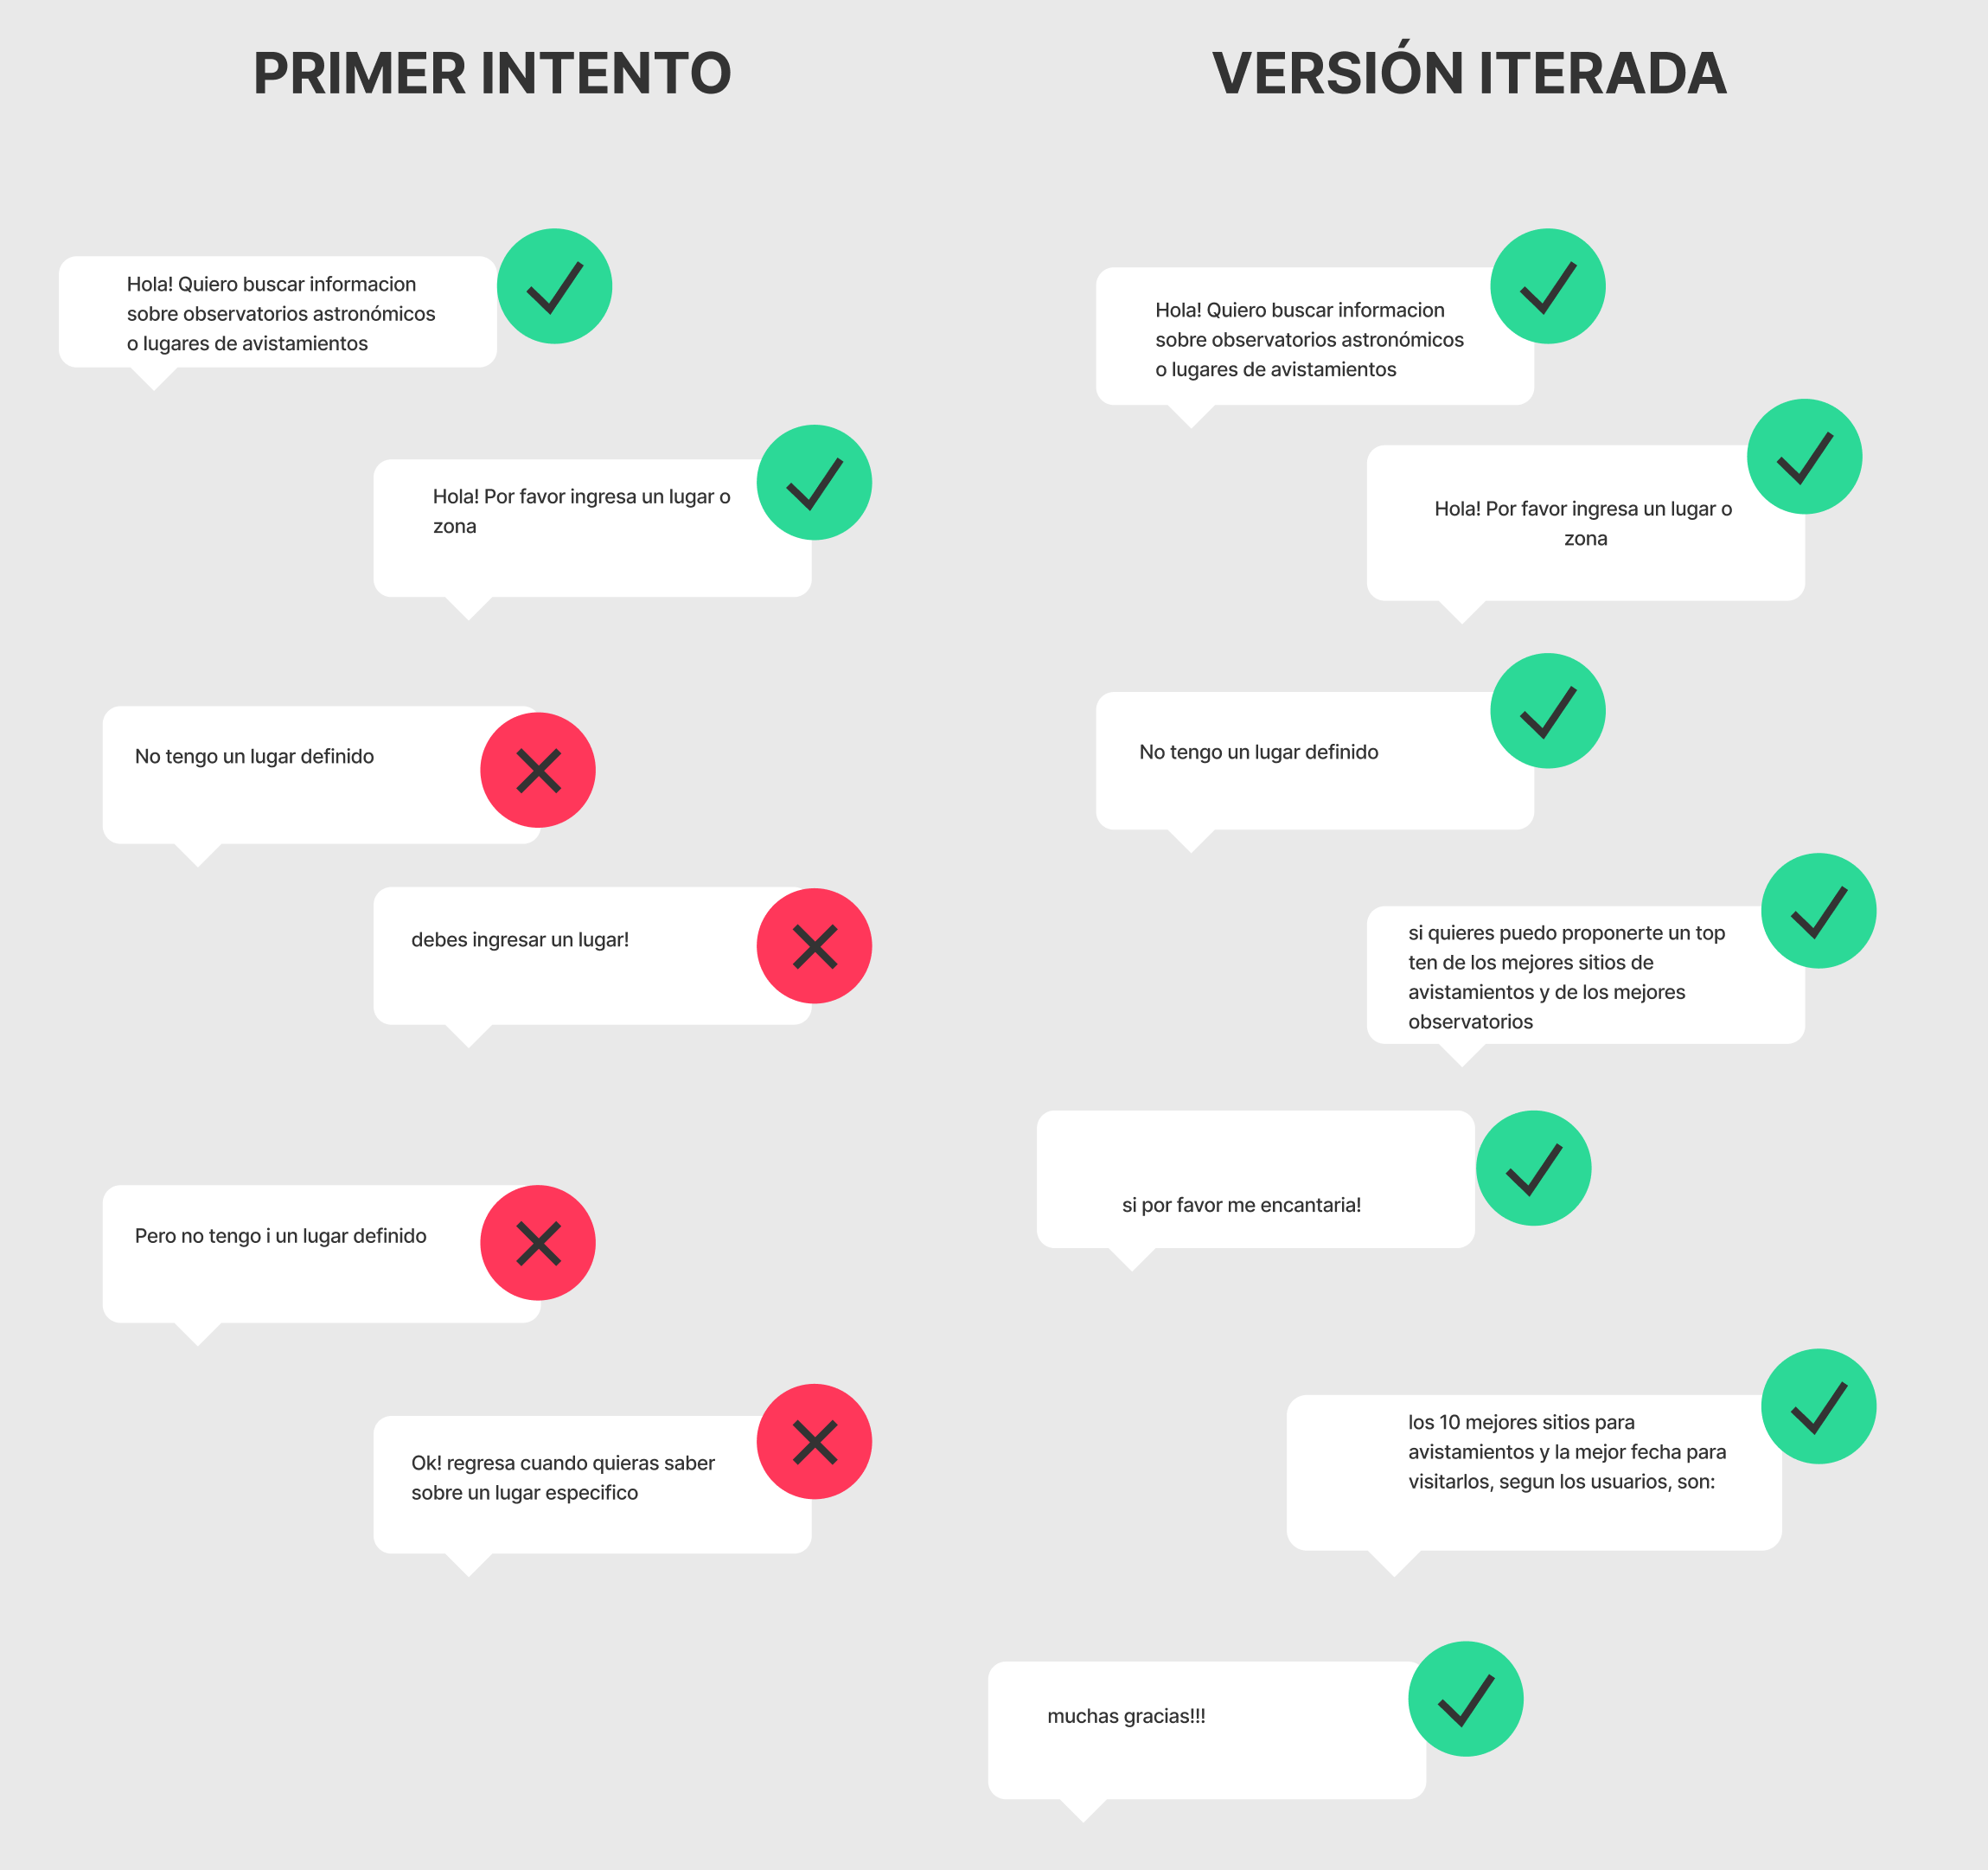 PRIMER INTENTO
Hola! Quiero buscar informacion
sobre observatorios astronómicos
o lugares de avistamientos
Hola! Por favor ingresa un lugar o
zona
No tengo un lugar definido
debes ingresar un lugar!
Pero no tengo i un lugar definido
Ok! regresa cuando quieras saber
sobre un lugar especifico
VERSIÓN ITERADA
Hola! Quiero buscar informacion
sobre observatorios astronómicos
o lugares de avistamientos
Hola! Por favor ingresa un lugar o
zona
No tengo un lugar definido
si quieres puedo proponerte un top
ten de los mejores sitios de
avistamientos y de los mejores
observatorios
si por favor me encantaria!
los 10 mejores sitios para
avistamientos y la mejor fecha para
visitarlos, segun los usuarios, son:
muchas gracias!!!